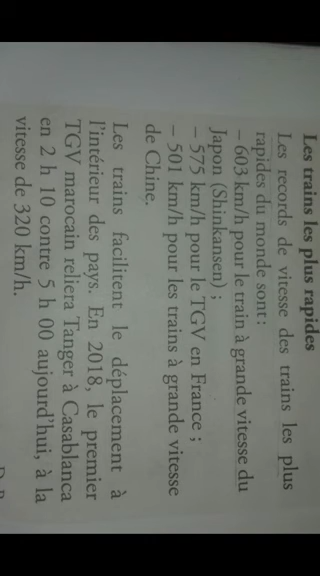 Les trains les plus rapides
Les records de vitesse des trains les plus
rapides du monde sont :
– 603 km/h pour le train à grande vitesse du
Japon (Shinkansen) ;
– 575 km/h pour le TGV en France ;
– 501 km/h pour les trains à grande vitesse
de Chine.
Les trains facilitent le déplacement à
l'intérieur des pays. En 2018, le premier
TGV marocain reliera Tanger à Casablanca
en 2 h 10 contre 5 h 00 aujourd'hui, à la
vitesse de 320 km/h.